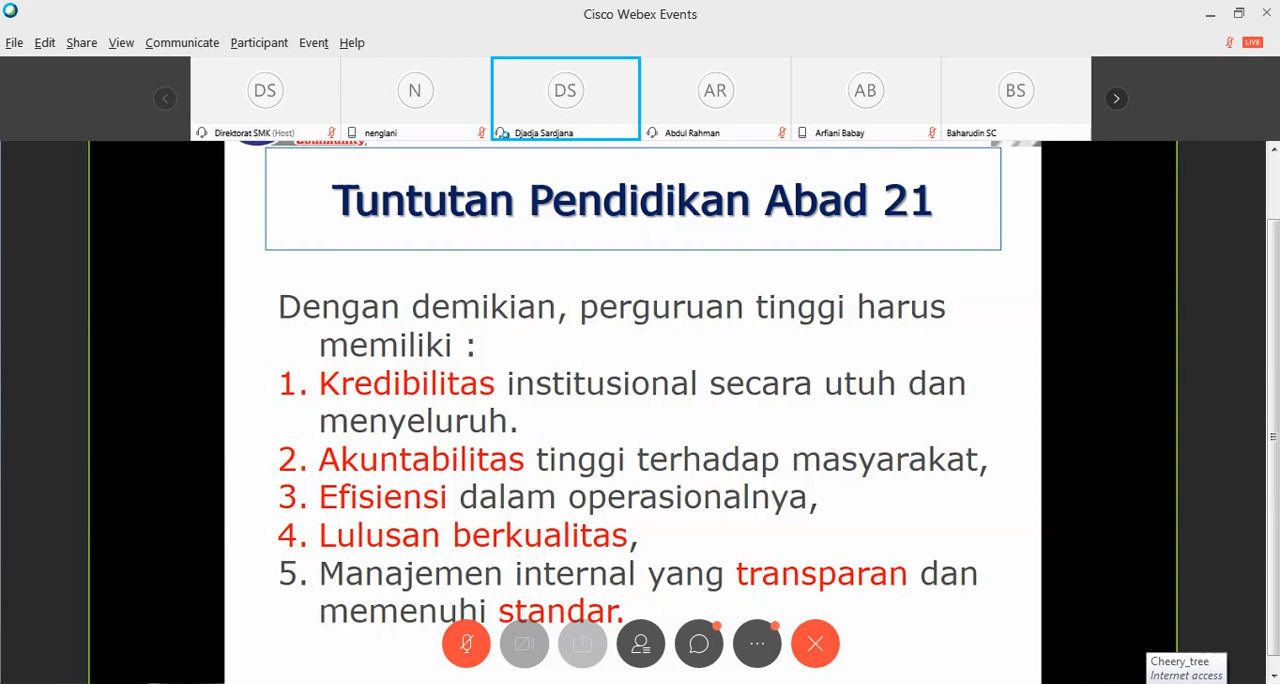 Cisco Webex Events
LIVE
File Edit Share View Communicate Participant Event Help
DS N DS AR AB BS
Direktorat SMK (Host) nenglani Djadja Sardjana Abdul Rahman Arfiani Babay Baharudin SC
Community
Tuntutan Pendidikan Abad 21
Dengan demikian, perguruan tinggi harus
memiliki :
1. Kredibilitas institusional secara utuh dan
menyeluruh.
2. Akuntabilitas tinggi terhadap masyarakat,
3. Efisiensi dalam operasionalnya,
4. Lulusan berkualitas,
5. Manajemen internal yang transparan dan
memenuhi standar.
Cheery_tree
Internet access